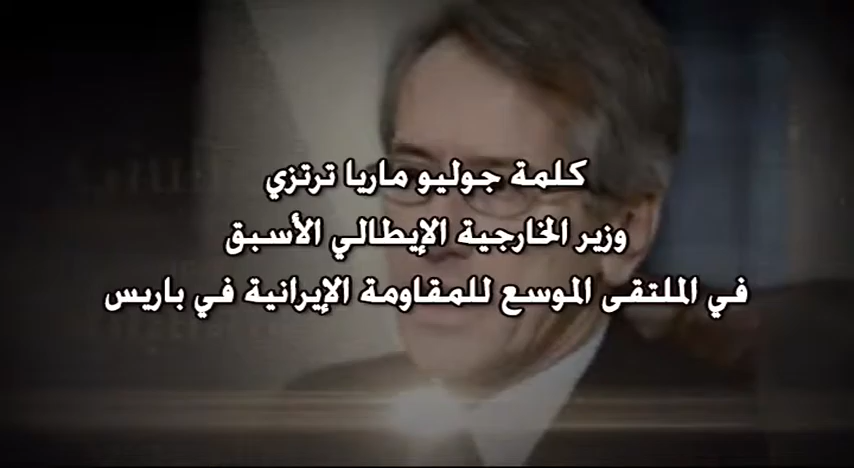 كلمة جوليو ماريا ترتزي
وزير الخارجية الإيطالي الأسبق
في الملتقى الموسع للمقاومة الإيرانية في باريس